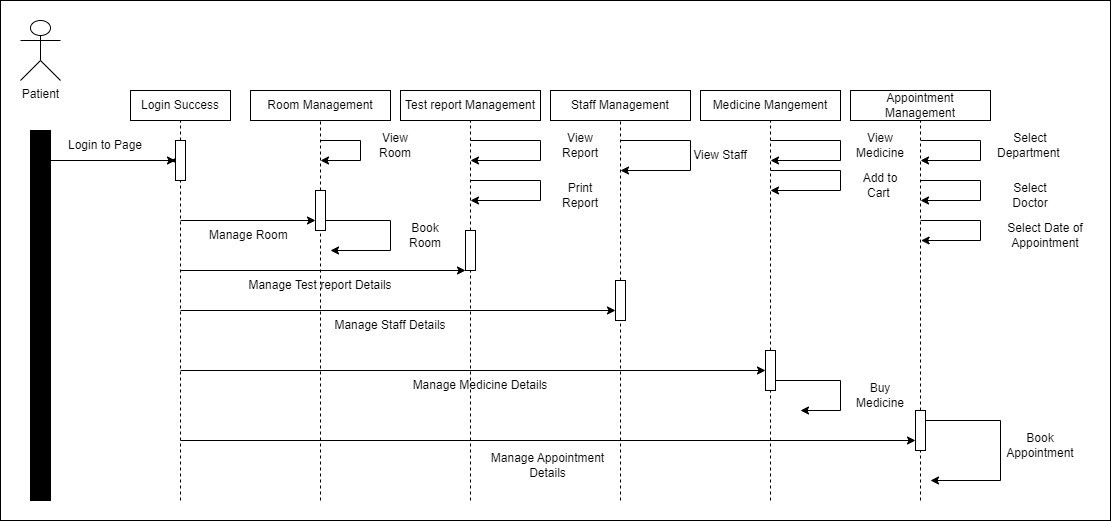 Patient
Login Success
Room Management
Test report Management
Staff Management
Medicine Mangement
Appointment
Management
Login to Page
View
Room
View
Report
View Staff
View
Medicine
Select
Department
Print
Report
Add to
Cart
Select
Doctor
Manage Room
Book
Room
Select Date of
Appointment
Manage Test report Details
Manage Staff Details
Manage Medicine Details
Buy
Medicine
Manage Appointment
Details
Book
Appointment